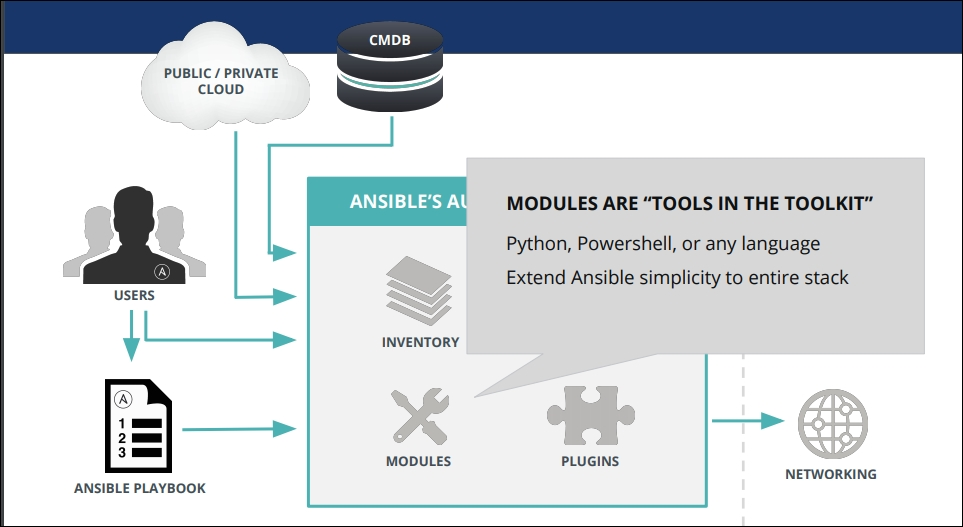 CMDB
PUBLIC / PRIVATE
CLOUD
ANSIBLE'S AU
MODULES ARE “TOOLS IN THE TOOLKIT”
Python, Powershell, or any language
Extend Ansible simplicity to entire stack
A
USERS
INVENTORY
A
1
2
3
MODULES
PLUGINS
NETWORKING
ANSIBLE PLAYBOOK